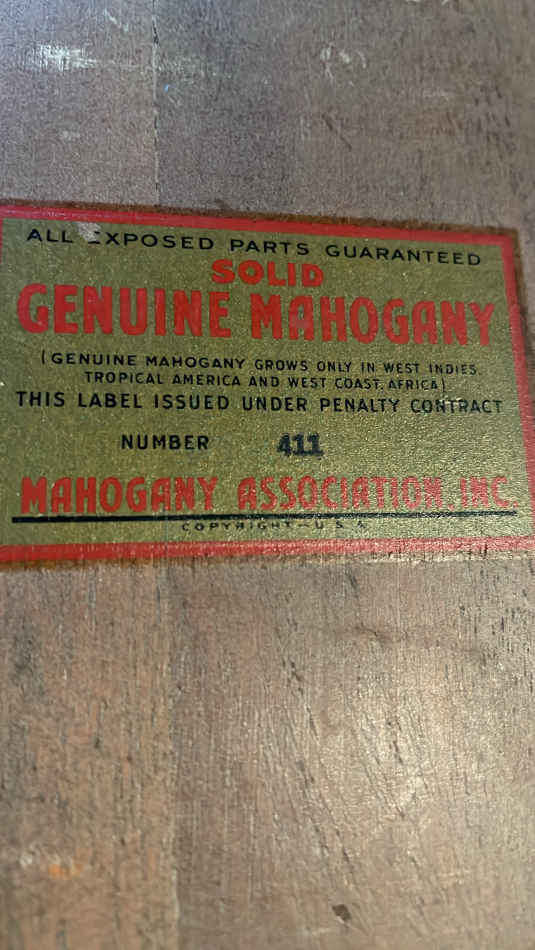 ALL EXPOSED PARTS GUARANTEED
SOLID
GENUINE MAHOGANY
(GENUINE MAHOGANY GROWS ONLY IN WEST INDIES,
TROPICAL AMERICA AND WEST COAST, AFRICA)
THIS LABEL ISSUED UNDER PENALTY CONTRACT
NUMBER 411
MAHOGANY ASSOCIATION, INC.
COPYRIGHT—U.S.A.